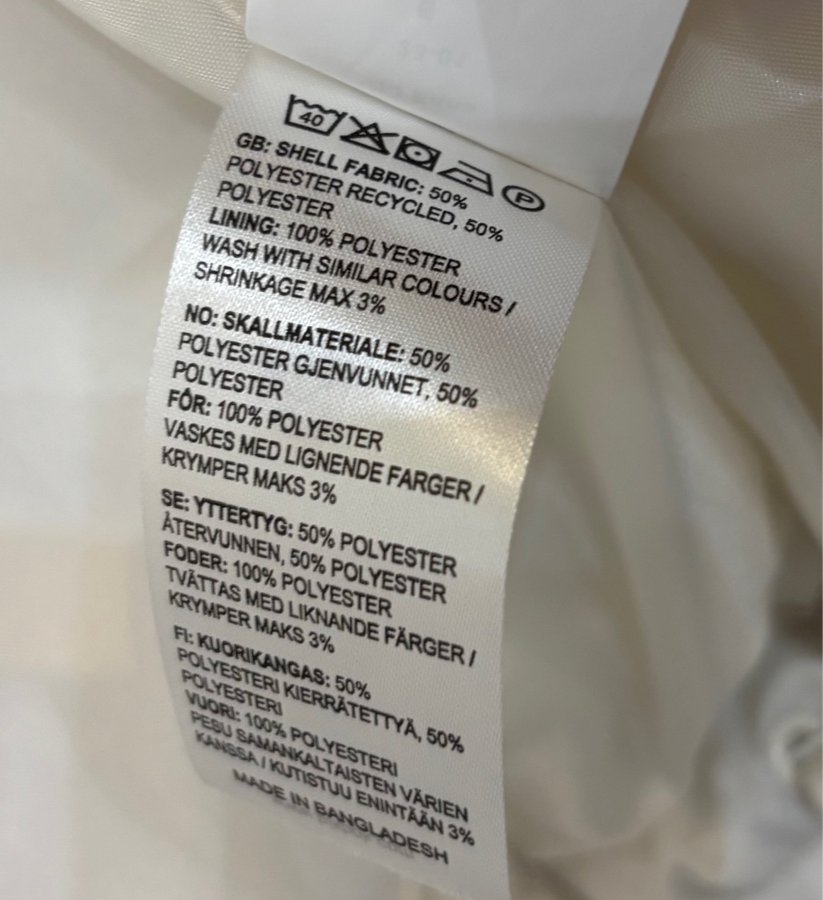 40 P
GB: SHELL FABRIC: 50%
POLYESTER RECYCLED, 50%
POLYESTER
LINING: 100% POLYESTER
WASH WITH SIMILAR COLOURS /
SHRINKAGE MAX 3%
NO: SKALLMATERIALE: 50%
POLYESTER GJENVUNNET, 50%
POLYESTER
FÔR: 100% POLYESTER
VASKES MED LIGNENDE FARGER /
KRYMPER MAKS 3%
SE: YTTERTYG: 50% POLYESTER
ÅTERVUNNEN, 50% POLYESTER
FODER: 100% POLYESTER
TVÄTTAS MED LIKNANDE FÄRGER /
KRYMPER MAKS 3%
FI: KUORIKANGAS: 50%
POLYESTERI KIERRÄTETTYÄ, 50%
POLYESTERI
VUORI: 100% POLYESTERI
PESU SAMANKALTAISTEN VÄRIEN
KANSSA / KUTISTUU ENINTÄÄN 3%
MADE IN BANGLADESH